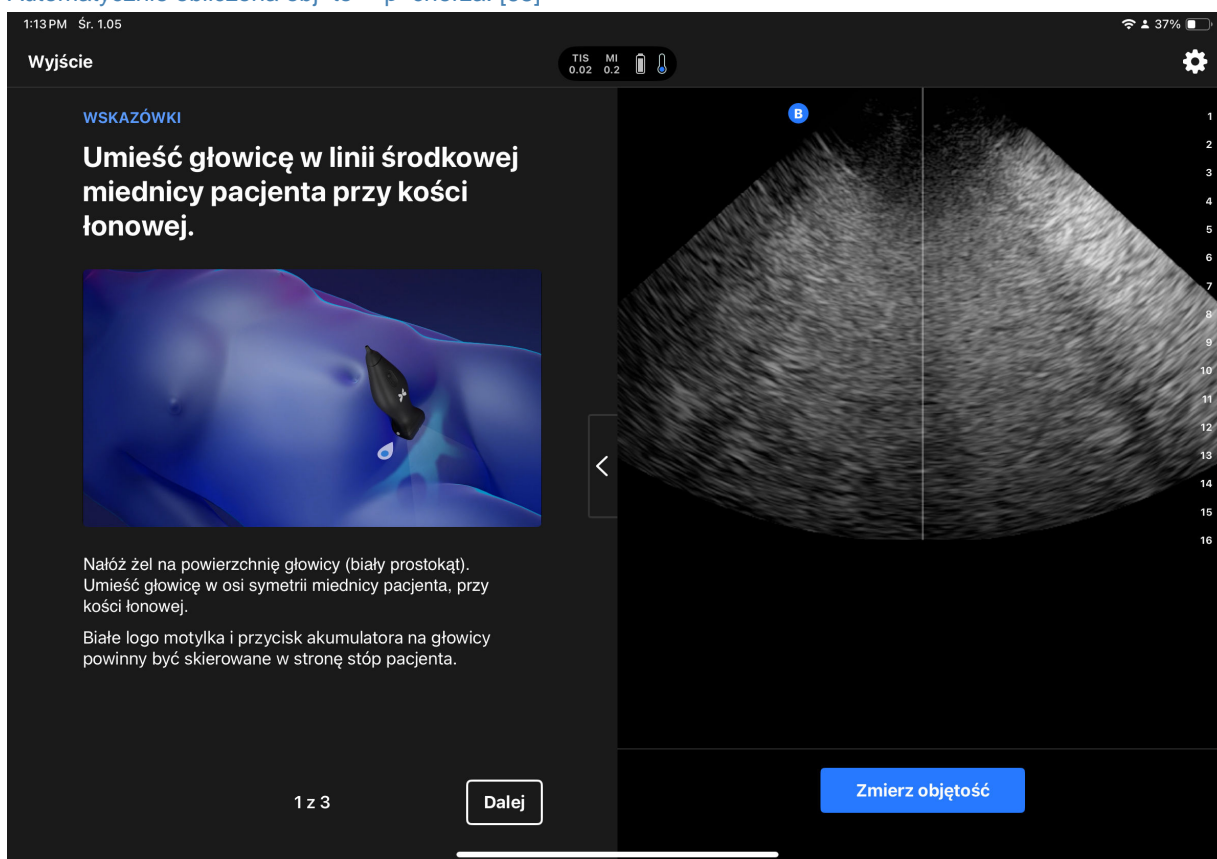 1:13 PM Śr. 1.05
37%
Wyjście
TIS MI
0.02 0.2
WSKAZÓWKI
Umieść głowicę w linii środkowej
miednicy pacjenta przy kości
łonowej.
Nałóż żel na powierzchnię głowicy (biały prostokąt).
Umieść głowicę w osi symetrii miednicy pacjenta, przy
kości łonowej.
Białe logo motylka i przycisk akumulatora na głowicy
powinny być skierowane w stronę stóp pacjenta.
1 z 3
Dalej
B
1
2
3
4
5
6
7
8
9
10
11
12
13
14
15
16
Zmierz objętość